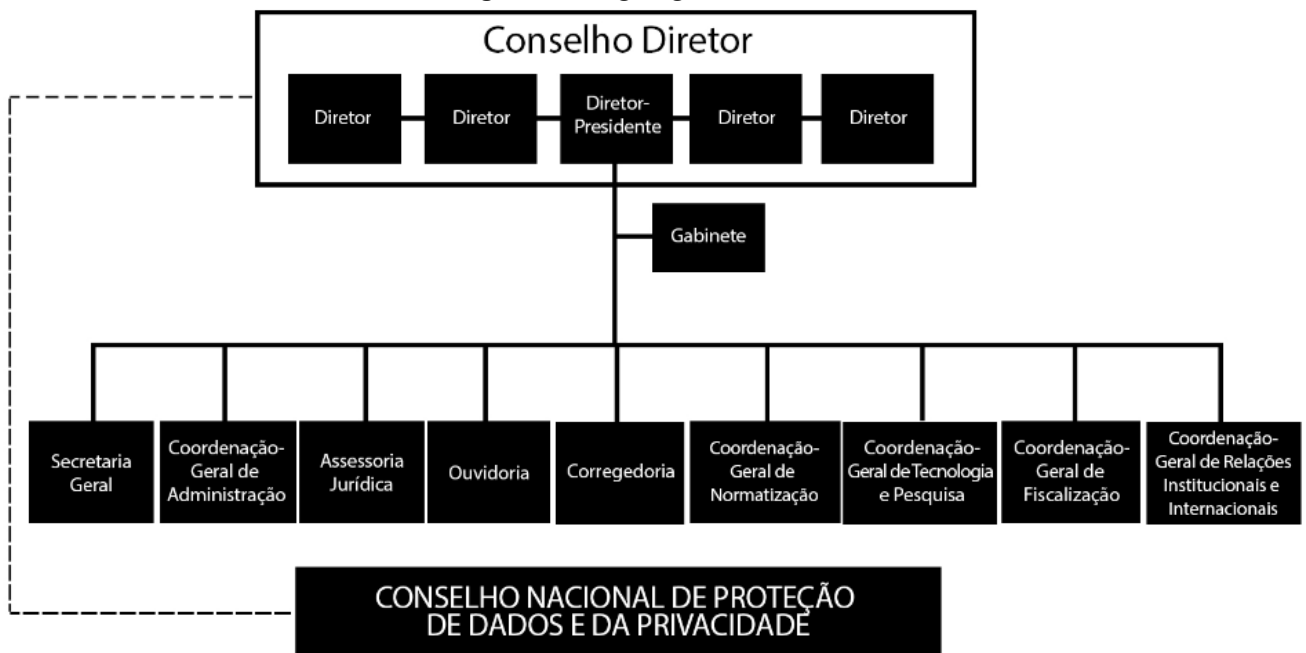 Conselho Diretor
Diretor
Diretor
Diretor-
Presidente
Diretor
Diretor
Gabinete
Secretaria
Geral
Coordenação-
Geral de
Administração
Assessoria
Jurídica
Ouvidoria
Corregedoria
Coordenação-
Geral de
Normatização
Coordenação-
Geral de Tecnologia
e Pesquisa
Coordenação-
Geral de
Fiscalização
Coordenação-
Geral de Relações
Institucionais e
Internacionais
CONSELHO NACIONAL DE PROTEÇÃO
DE DADOS E DA PRIVACIDADE